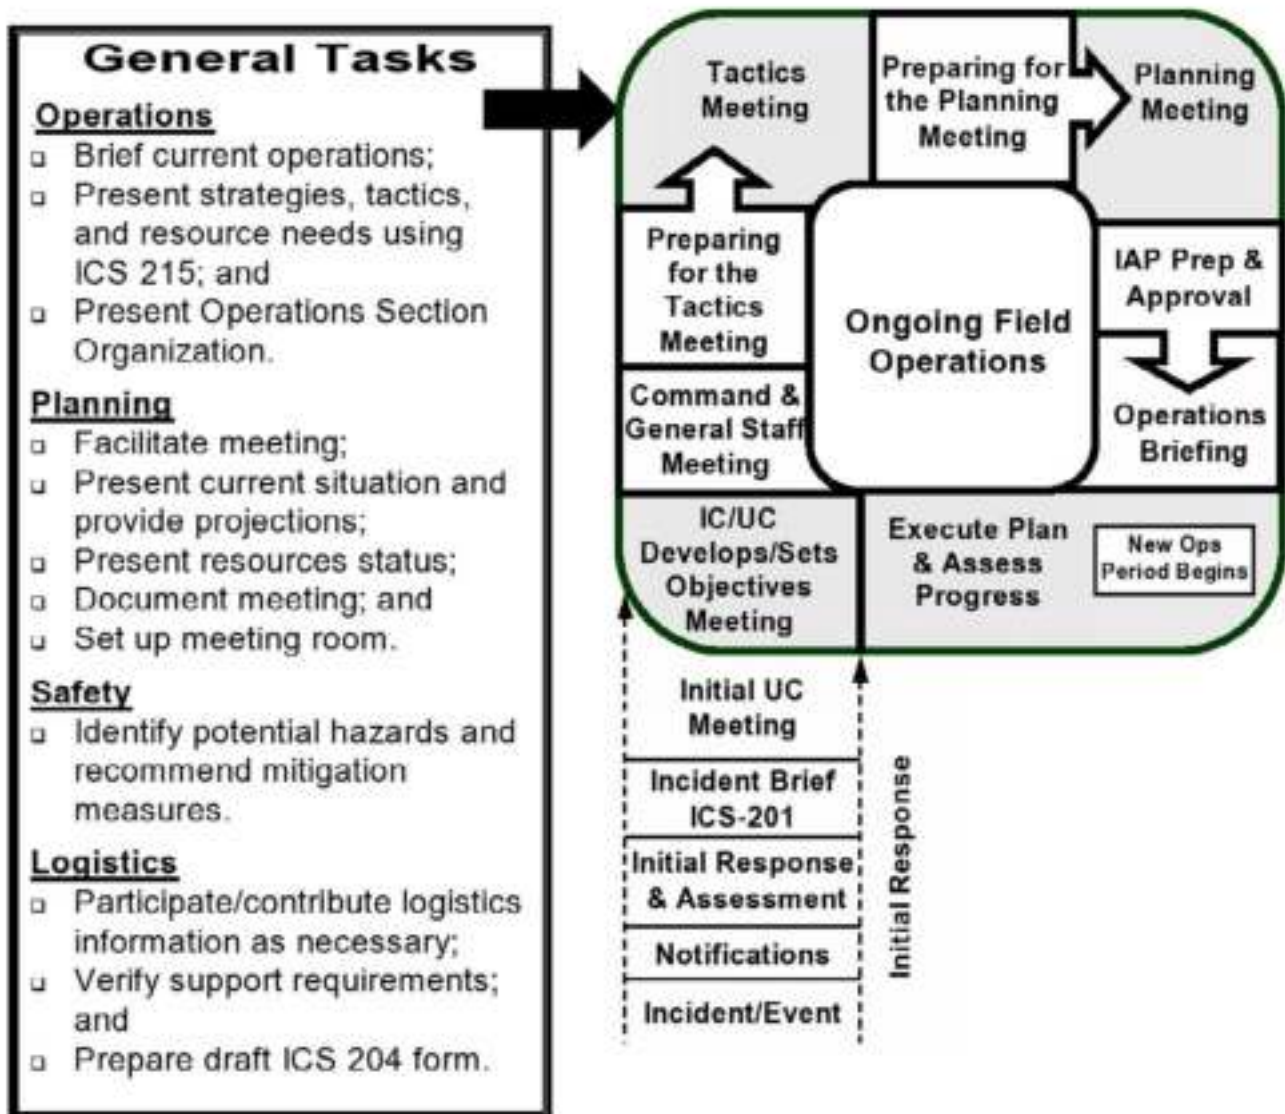 General Tasks
Operations
❑ Brief current operations;
❑ Present strategies, tactics,
and resource needs using
ICS 215; and
❑ Present Operations Section
Organization.
Planning
❑ Facilitate meeting;
❑ Present current situation and
provide projections;
❑ Present resources status;
❑ Document meeting; and
❑ Set up meeting room.
Safety
❑ Identify potential hazards and
recommend mitigation
measures.
Logistics
❑ Participate/contribute logistics
information as necessary;
❑ Verify support requirements;
and
❑ Prepare draft ICS 204 form.
Tactics
Meeting
Preparing for
the Planning
Meeting
Planning
Meeting
Preparing
for the
Tactics
Meeting
Ongoing Field
Operations
IAP Prep &
Approval
Command &
General Staff
Meeting
Operations
Briefing
IC/UC
Develops/Sets
Objectives
Meeting
Execute Plan
& Assess
Progress
New Ops
Period Begins
Initial UC
Meeting
Incident Brief
ICS-201
Initial Response
& Assessment
Notifications
Incident/Event
Initial Response